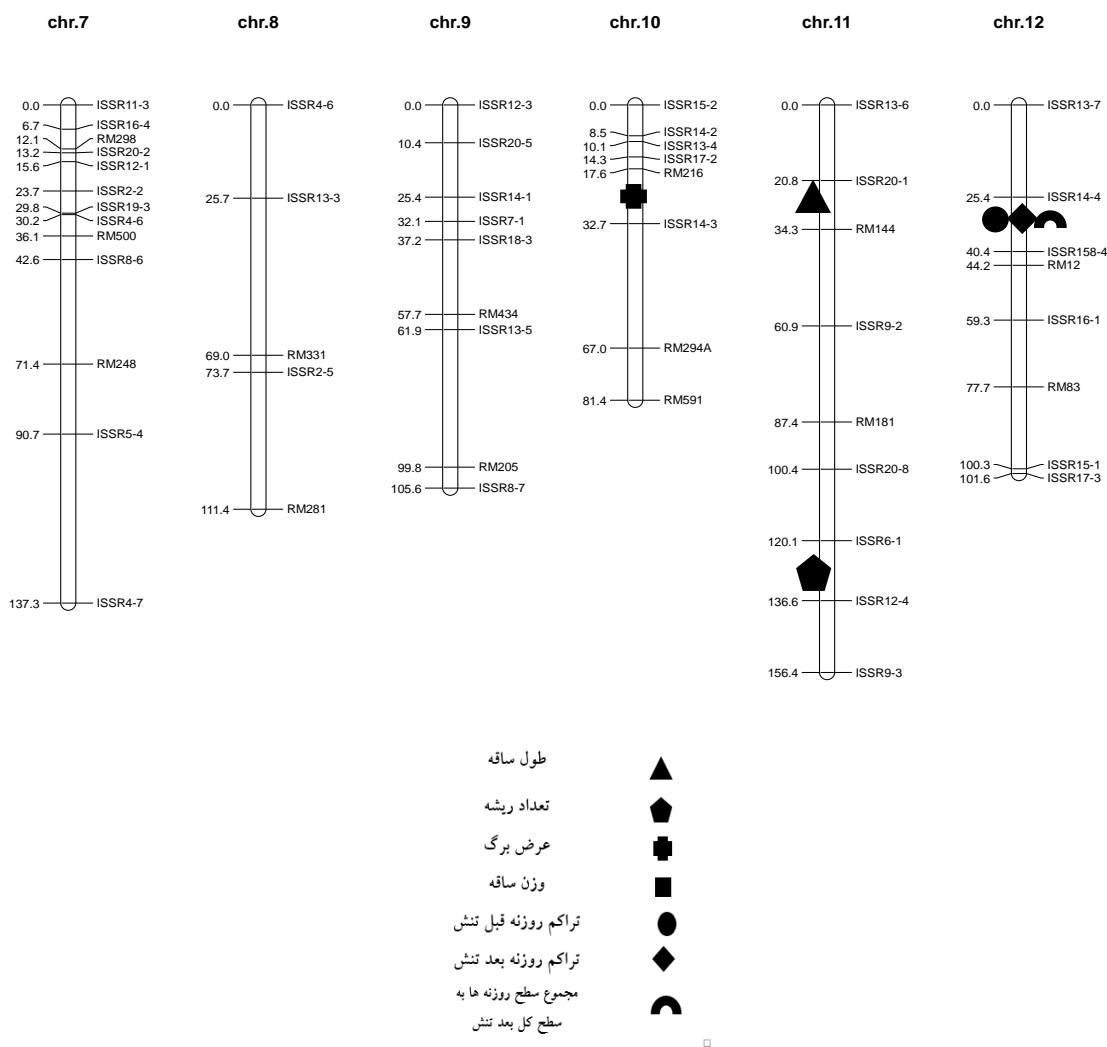 chr.7 chr.8 chr.9 chr.10 chr.11 chr.12
0.0 ISSR11-3
6.7 ISSR16-4
12.1 RM298
13.2 ISSR20-2
15.6 ISSR12-1
23.7 ISSR2-2
29.8 ISSR19-3
30.2 ISSR4-6
36.1 RM500
42.6 ISSR8-6
71.4 RM248
90.7 ISSR5-4
137.3 ISSR4-7
0.0 ISSR4-6
25.7 ISSR13-3
69.0 RM331
73.7 ISSR2-5
111.4 RM281
0.0 ISSR12-3
10.4 ISSR20-5
25.4 ISSR14-1
32.1 ISSR7-1
37.2 ISSR18-3
57.7 RM434
61.9 ISSR13-5
99.8 RM205
105.6 ISSR8-7
0.0 ISSR15-2
8.5 ISSR14-2
10.1 ISSR13-4
14.3 ISSR17-2
17.6 RM216
32.7 ISSR14-3
67.0 RM294A
81.4 RM591
0.0 ISSR13-6
20.8 ISSR20-1
34.3 RM144
60.9 ISSR9-2
87.4 RM181
100.4 ISSR20-8
120.1 ISSR6-1
136.6 ISSR12-4
156.4 ISSR9-3
0.0 ISSR13-7
25.4 ISSR14-4
40.4 ISSR158-4
44.2 RM12
59.3 ISSR16-1
77.7 RM83
100.3 ISSR15-1
101.6 ISSR17-3
طول ساقه
تعداد ریشه
عرض برگ
وزن ساقه
تراکم روزنه قبل تنش
تراکم روزنه بعد تنش
مجموع سطح روزنه ها به
سطح کل بعد تنش